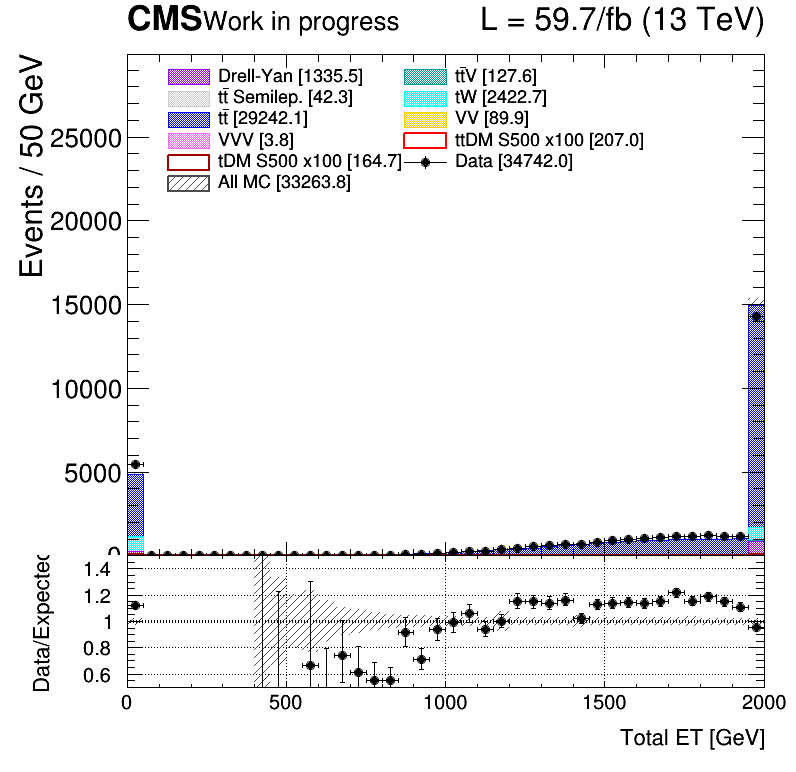 CMS Work in progress L = 59.7/fb (13 TeV)
Drell-Yan [1335.5] tt̄V [127.6]
tt̄ Semilep. [42.3] tW [2422.7]
tt̄ [29242.1] VV [89.9]
VVV [3.8] ttDM S500 x100 [207.0]
tDM S500 x100 [164.7] Data [34742.0]
All MC [33263.8]
Events / 50 GeV
25000
20000
15000
10000
5000
0
Data/Expected
1.4
1.2
1
0.8
0.6
0 500 1000 1500 2000
Total ET [GeV]